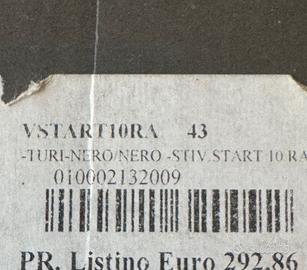 VSTART10RA 43
-TURI-NERO/NERO -STIV.START 10 RA
010002132009
PR. Listino Euro 292.86